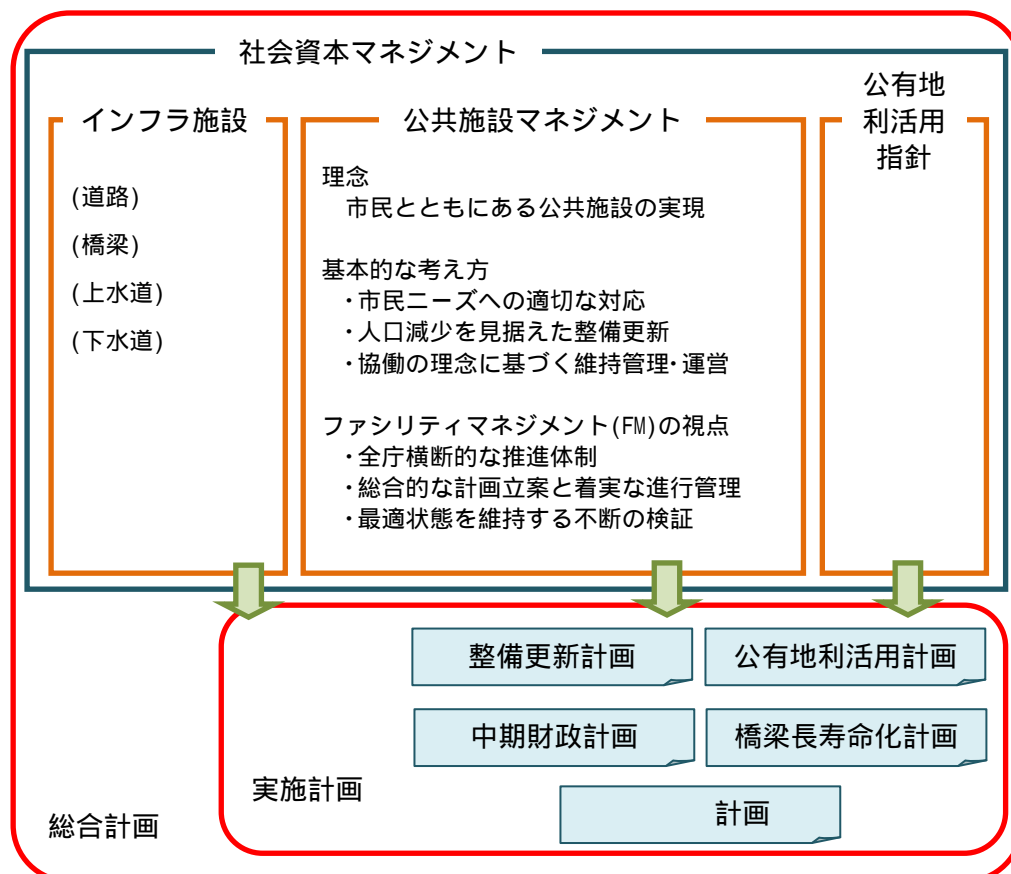 社会資本マネジメント
インフラ施設
(道路)
(橋梁)
(上水道)
(下水道)
公共施設マネジメント
理念
市民とともにある公共施設の実現
基本的な考え方
・市民ニーズへの適切な対応
・人口減少を見据えた整備更新
・協働の理念に基づく維持管理・運営
ファシリティマネジメント(FM)の視点
・全庁横断的な推進体制
・総合的な計画立案と着実な進行管理
・最適状態を維持する不断の検証
公有地
利活用
指針
整備更新計画
公有地利活用計画
中期財政計画
橋梁長寿命化計画
計画
実施計画
総合計画